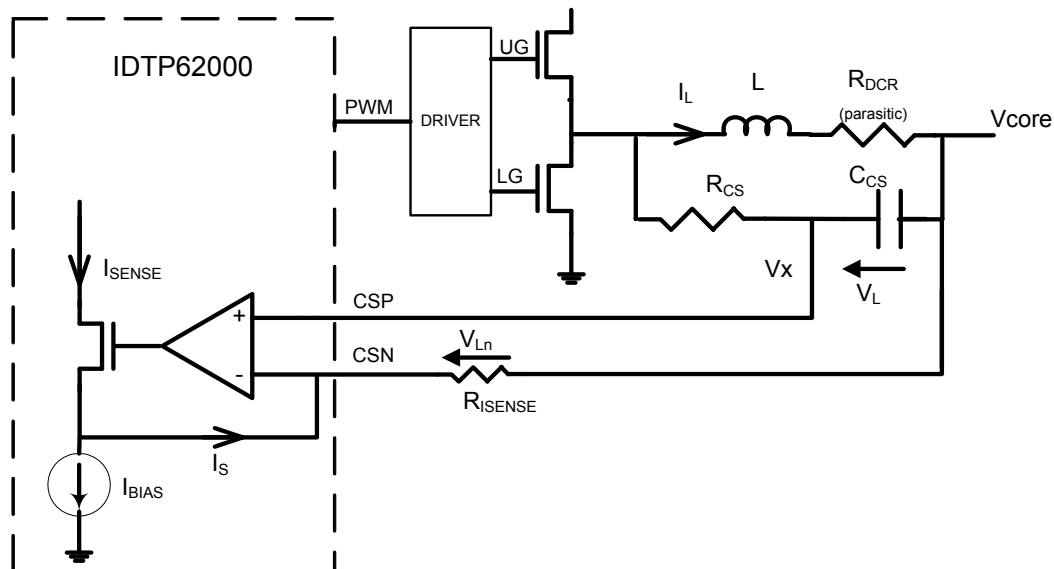 IDTP62000
UG
PWM
DRIVER
LG
I_L
L
R_DCR
(parasitic)
Vcore
R_CS
C_CS
Vx
V_L
I_SENSE
CSP
+
V_Ln
CSN
-
R_ISENSE
I_S
I_BIAS